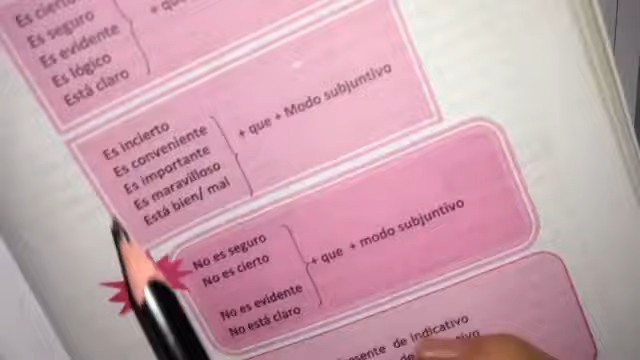 Es cierto
Es seguro
Es evidente
Es lógico
Está claro
+ que
Es incierto
Es conveniente
Es importante
Es maravilloso
Está bien/ mal
+ que + Modo subjuntivo
No es seguro
No es cierto
No es evidente
No está claro
+ que + modo subjuntivo
de indicativo